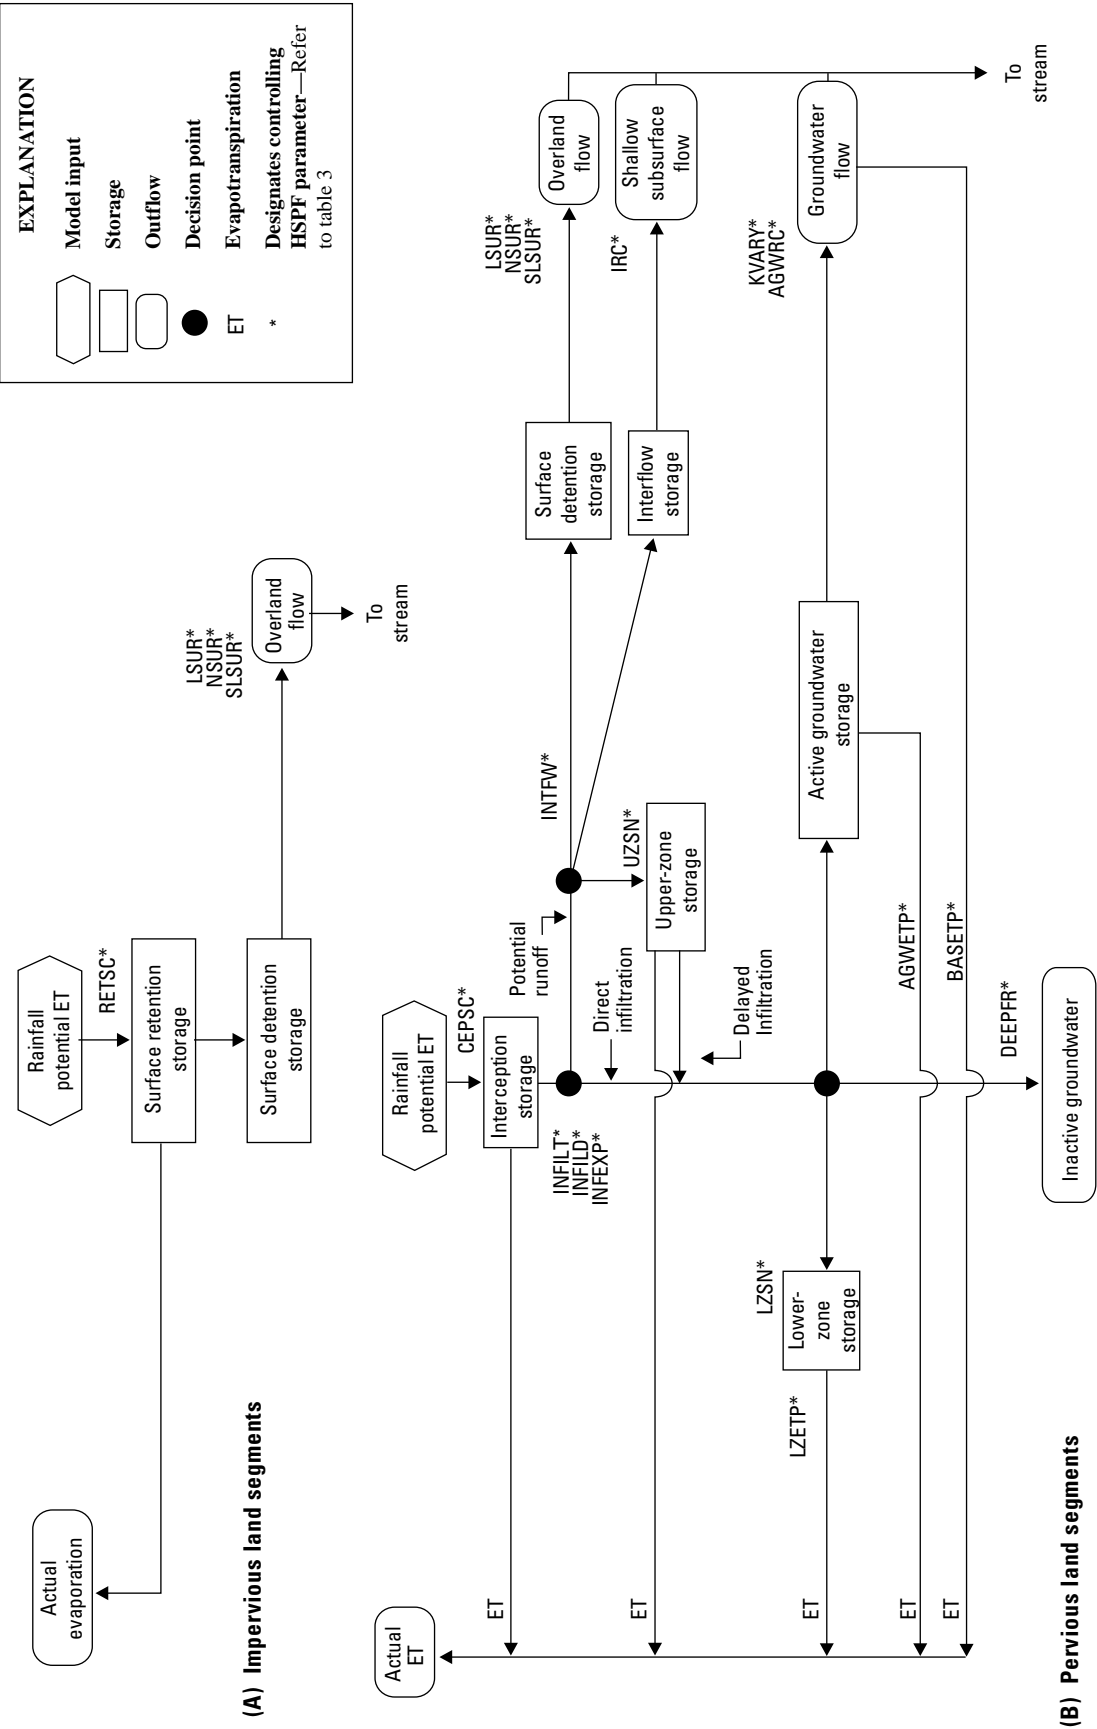 EXPLANATION
Model input
Storage
Outflow
Decision point
ET
Evapotranspiration
*
Designates controlling
HSPF parameter—Refer
to table 3
Rainfall
potential ET
RETSC*
Surface retention
storage
Surface detention
storage
Actual
evaporation
LSUR*
NSUR*
SLSUR*
Overland
flow
To
stream
(A) Impervious land segments
Rainfall
potential ET
CEPSC*
Interception
storage
Actual
ET
ET
INFILT*
INFILD*
INFEXP*
Direct
infiltration
Potential
runoff
INTFW*
Surface
detention
storage
LSUR*
NSUR*
SLSUR*
Overland
flow
Interflow
storage
IRC*
Shallow
subsurface
flow
UZSN*
Upper-zone
storage
ET
Delayed
Infiltration
LZSN*
Lower-
zone
storage
LZETP*
ET
Active groundwater
storage
KVARY*
AGWRC*
Groundwater
flow
To
stream
AGWETP*
ET
BASETP*
ET
DEEPFR*
Inactive groundwater
(B) Pervious land segments